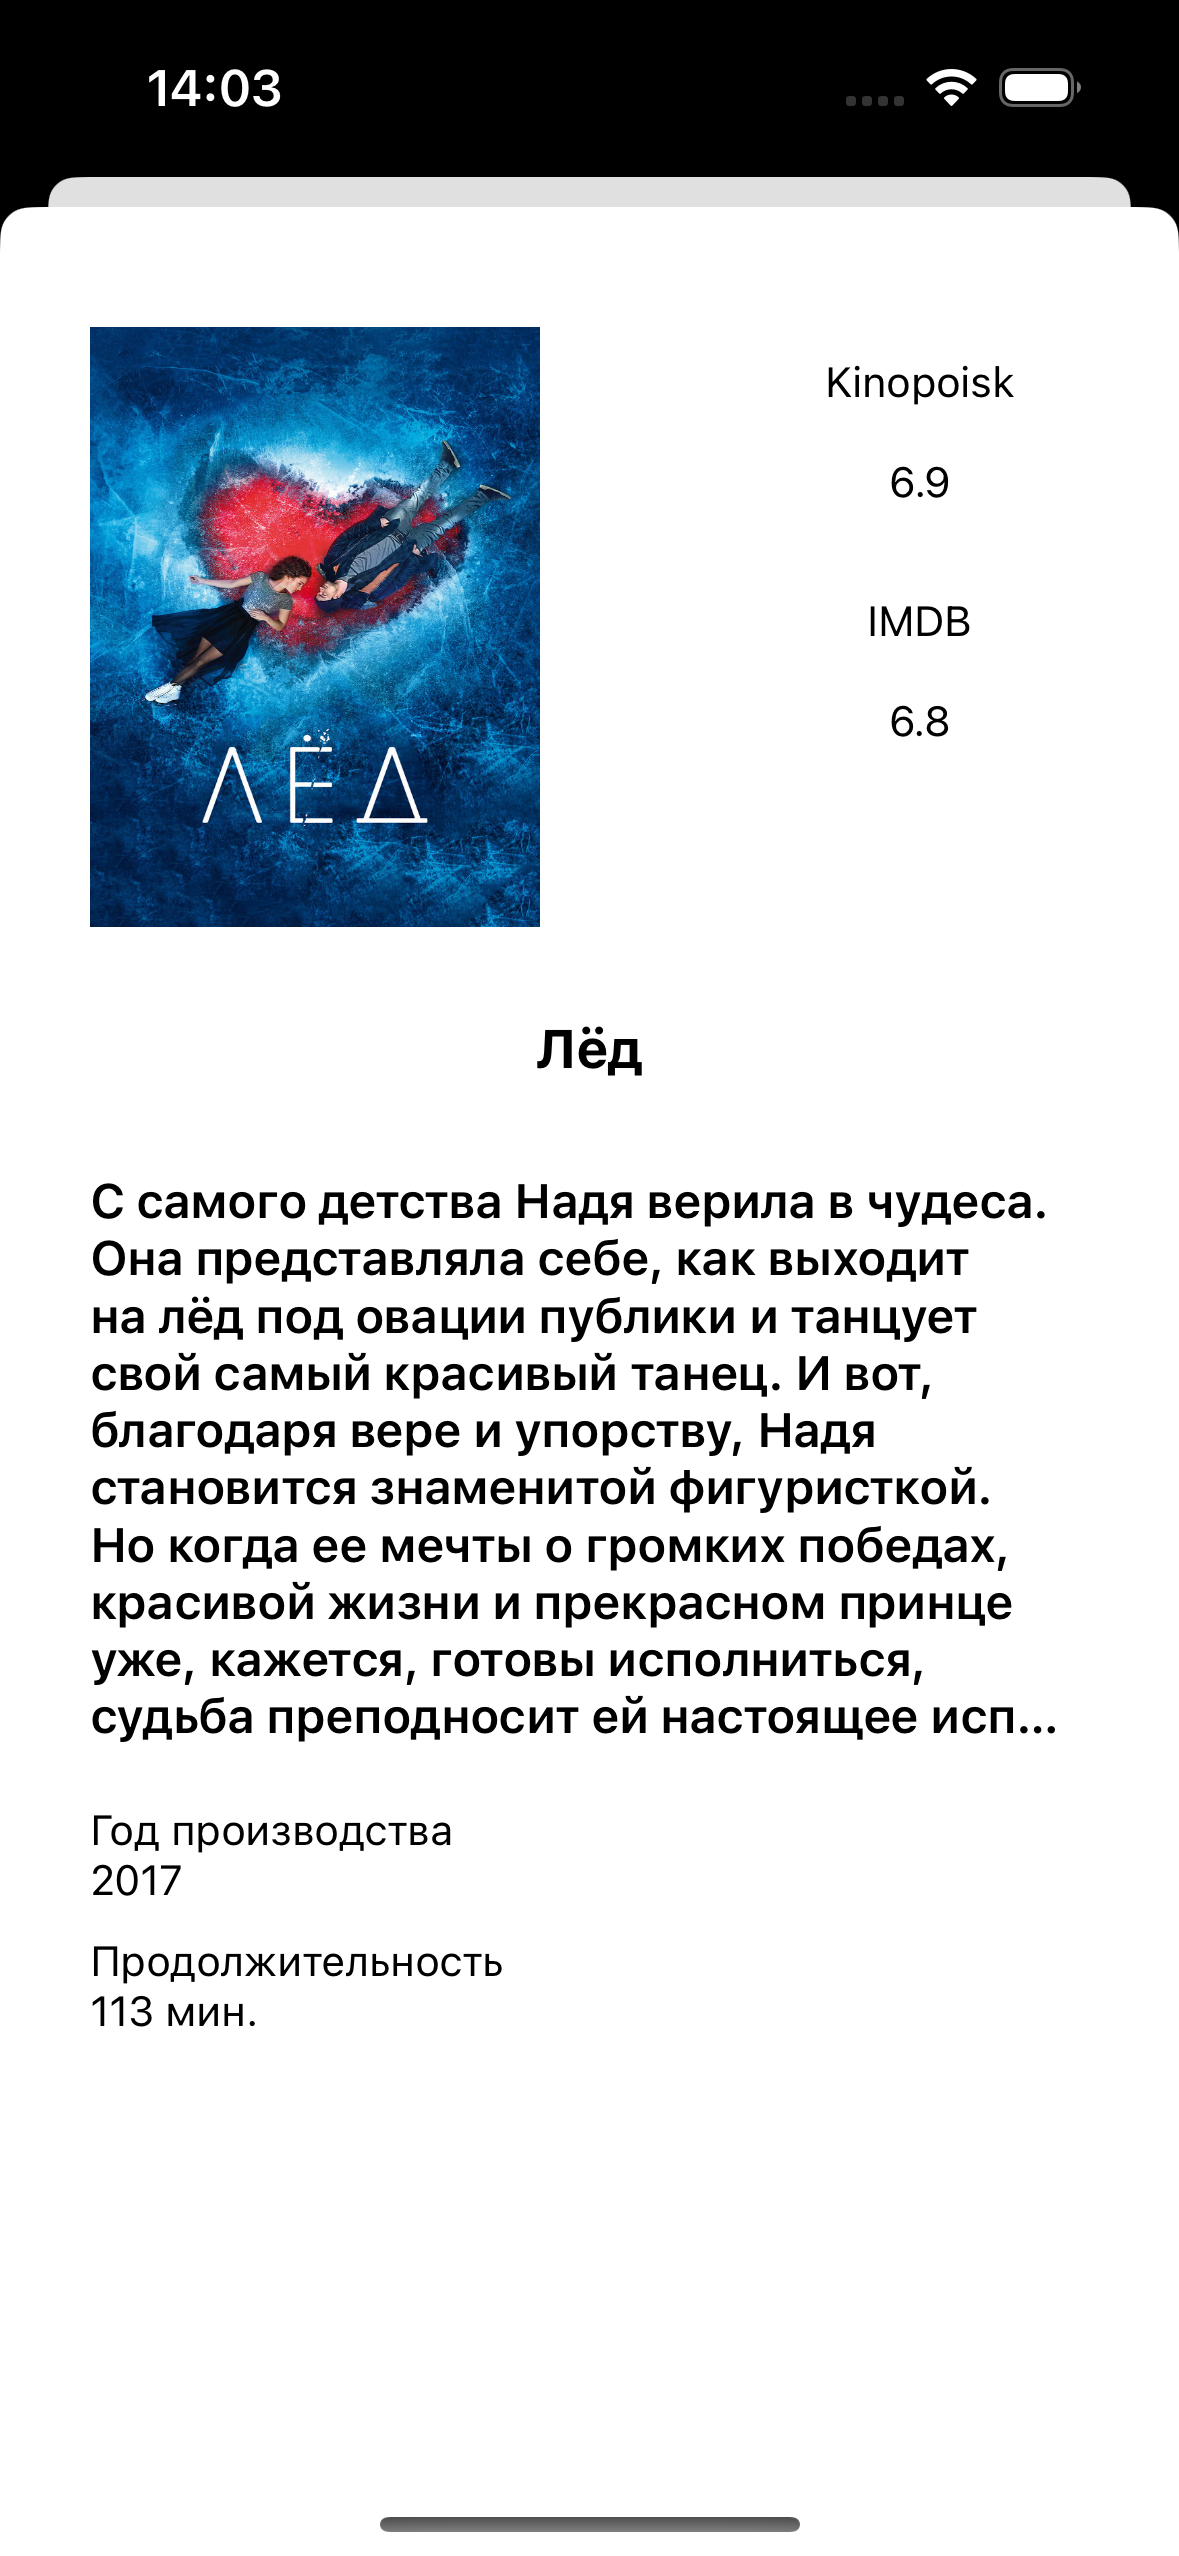 14:03
ЛЁД
Kinopoisk
6.9
IMDB
6.8
Лёд
С самого детства Надя верила в чудеса.
Она представляла себе, как выходит
на лёд под овации публики и танцует
свой самый красивый танец. И вот,
благодаря вере и упорству, Надя
становится знаменитой фигуристкой.
Но когда ее мечты о громких победах,
красивой жизни и прекрасном принце
уже, кажется, готовы исполниться,
судьба преподносит ей настоящее исп...
Год производства
2017
Продолжительность
113 мин.